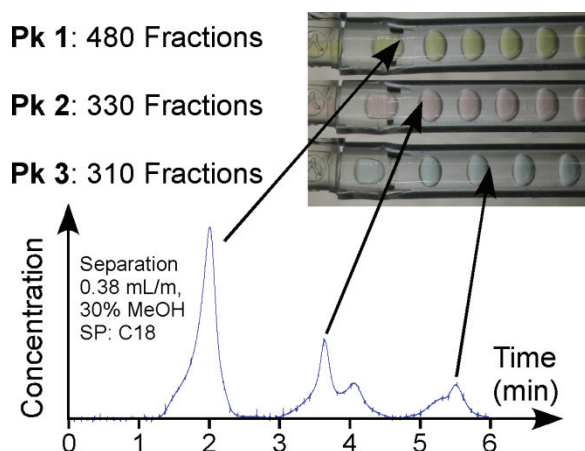 Pk 1: 480 Fractions
Pk 2: 330 Fractions
Pk 3: 310 Fractions
Concentration
Separation
0.38 mL/m,
30% MeOH
SP: C18
Time
(min)
0 1 2 3 4 5 6